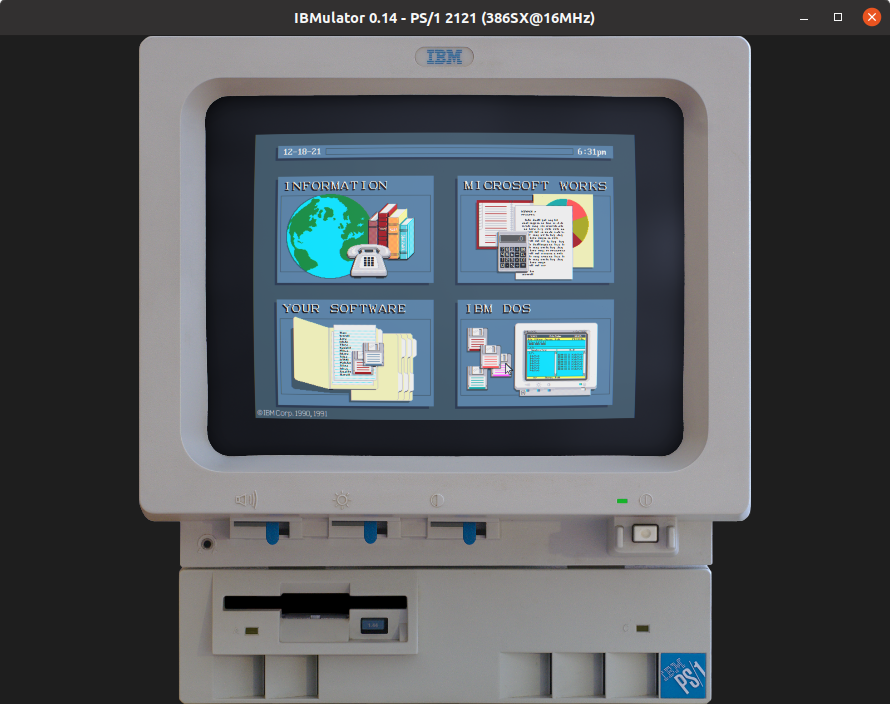 IBMulator 0.14 - PS/1 2121 (386SX@16MHz)
IBM
12-18-21
6:31pm
INFORMATION
MICROSOFT WORKS
YOUR SOFTWARE
IBM DOS
©IBM Corp. 1990, 1991
IBM
PS/1